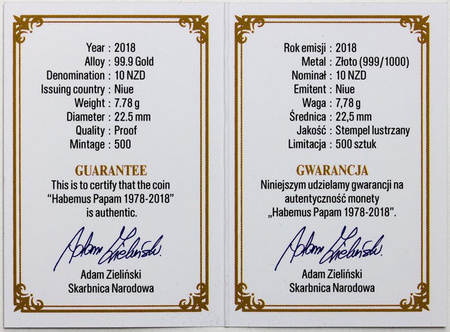 Year : 2018
Alloy : 99.9 Gold
Denomination : 10 NZD
Issuing country : Niue
Weight : 7.78 g
Diameter : 22.5 mm
Quality : Proof
Mintage : 500
GUARANTEE
This is to certify that the coin
“Habemus Papam 1978-2018”
is authentic.
Adam Zieliński
Adam Zieliński
Skarbnica Narodowa
Rok emisji : 2018
Metal : Złoto (999/1000)
Nominał : 10 NZD
Emitent : Niue
Waga : 7,78 g
Średnica : 22,5 mm
Jakość : Stempel lustrzany
Limitacja : 500 sztuk
GWARANCJA
Niniejszym udzielamy gwarancji na
autentyczność monety
„Habemus Papam 1978-2018”.
Adam Zieliński
Adam Zieliński
Skarbnica Narodowa